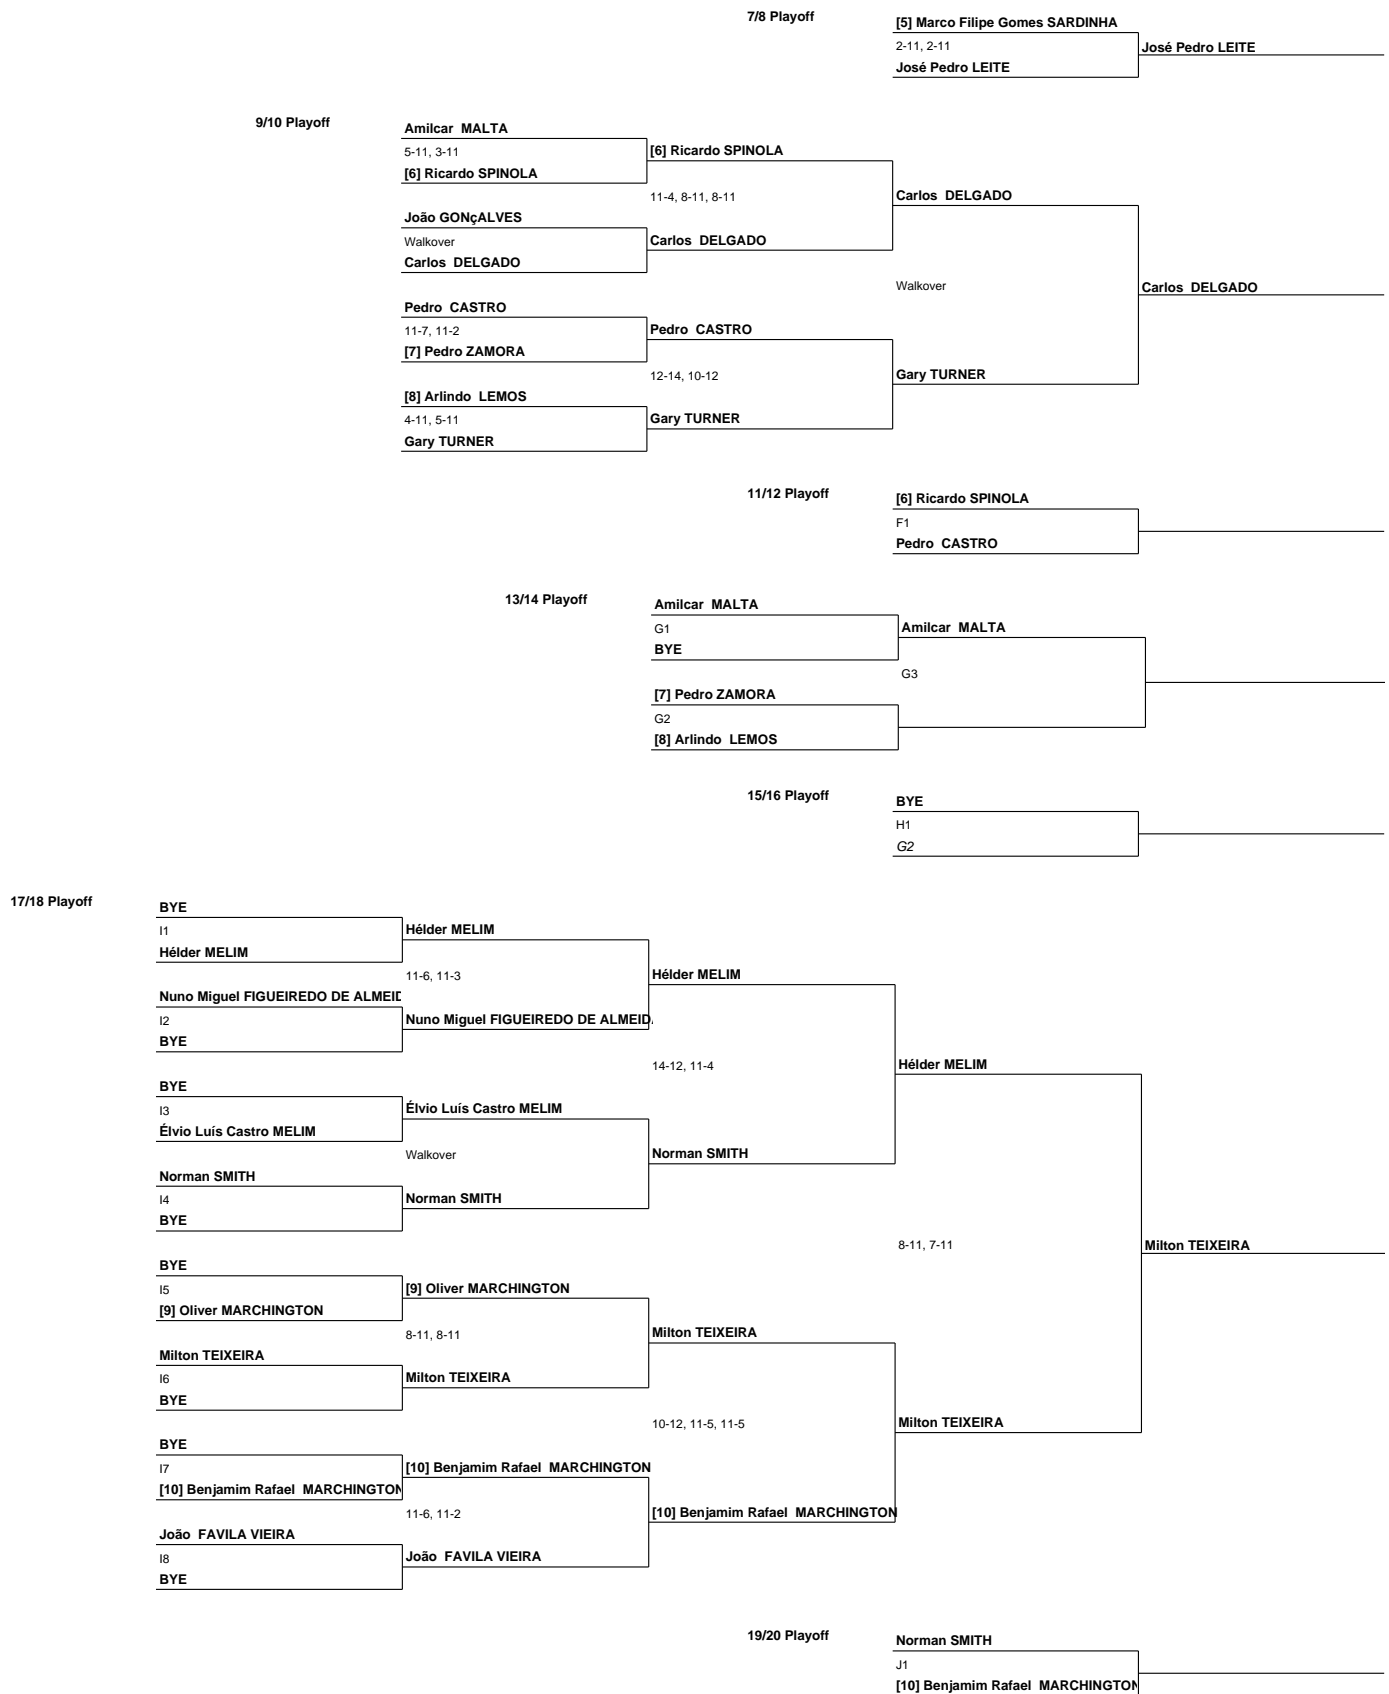 7/8 Playoff
[5] Marco Filipe Gomes SARDINHA
2-11, 2-11
José Pedro LEITE
José Pedro LEITE
9/10 Playoff
Amilcar MALTA
5-11, 3-11
[6] Ricardo SPINOLA
[6] Ricardo SPINOLA
11-4, 8-11, 8-11
Carlos DELGADO
João GONçALVES
Walkover
Carlos DELGADO
Carlos DELGADO
Walkover
Carlos DELGADO
Pedro CASTRO
11-7, 11-2
Pedro CASTRO
[7] Pedro ZAMORA
12-14, 10-12
Gary TURNER
[8] Arlindo LEMOS
4-11, 5-11
Gary TURNER
Gary TURNER
11/12 Playoff
[6] Ricardo SPINOLA
F1
Pedro CASTRO
13/14 Playoff
Amilcar MALTA
G1
Amilcar MALTA
BYE
G3
[7] Pedro ZAMORA
G2
[8] Arlindo LEMOS
15/16 Playoff
BYE
H1
G2
17/18 Playoff
BYE
I1
Hélder MELIM
Hélder MELIM
11-6, 11-3
Hélder MELIM
Nuno Miguel FIGUEIREDO DE ALMEID
I2
Nuno Miguel FIGUEIREDO DE ALMEID
BYE
14-12, 11-4
Hélder MELIM
BYE
I3
Élvio Luís Castro MELIM
Élvio Luís Castro MELIM
Walkover
Norman SMITH
Norman SMITH
I4
Norman SMITH
BYE
8-11, 7-11
Milton TEIXEIRA
BYE
I5
[9] Oliver MARCHINGTON
[9] Oliver MARCHINGTON
8-11, 8-11
Milton TEIXEIRA
Milton TEIXEIRA
I6
Milton TEIXEIRA
BYE
10-12, 11-5, 11-5
Milton TEIXEIRA
BYE
I7
[10] Benjamim Rafael MARCHINGTON
[10] Benjamim Rafael MARCHINGTON
11-6, 11-2
[10] Benjamim Rafael MARCHINGTON
João FAVILA VIEIRA
I8
João FAVILA VIEIRA
BYE
19/20 Playoff
Norman SMITH
J1
[10] Benjamim Rafael MARCHINGTON